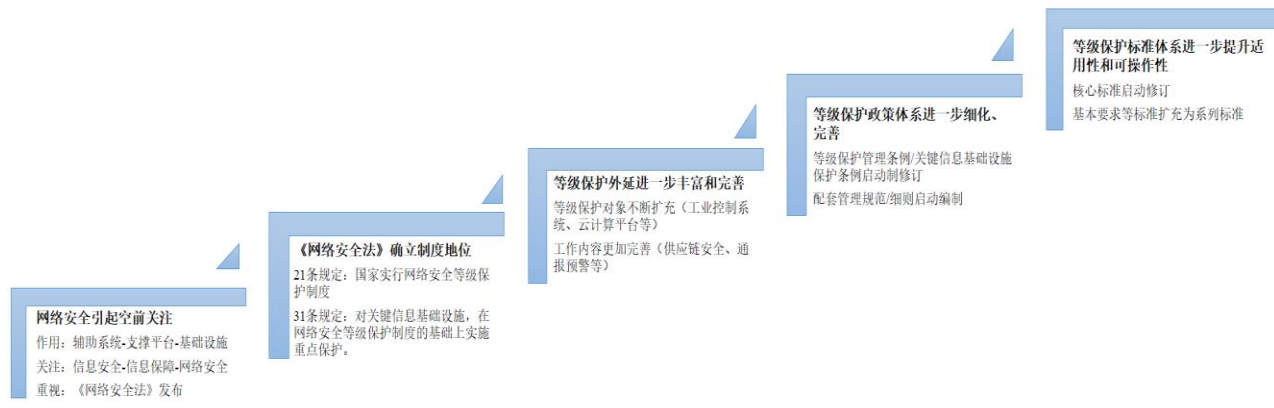 网络安全引起空前关注
作用：辅助系统-支撑平台-基础设施
关注：信息安全-信息保障-网络安全
重视：《网络安全法》发布
《网络安全法》确立制度地位
21条规定：国家实行网络安全等级保
护制度
31条规定：对关键信息基础设施，在
网络安全等级保护制度的基础上实施
重点保护。
等级保护外延进一步丰富和完善
等级保护对象不断扩充（工业控制系
统、云计算平台等）
工作内容更加完善（供应链安全、通
报预警等）
等级保护政策体系进一步细化、
完善
等级保护管理条例/关键信息基础设施
保护条例启动制修订
配套管理规范/细则启动编制
等级保护标准体系进一步提升适
用性和可操作性
核心标准启动修订
基本要求等标准扩充为系列标准